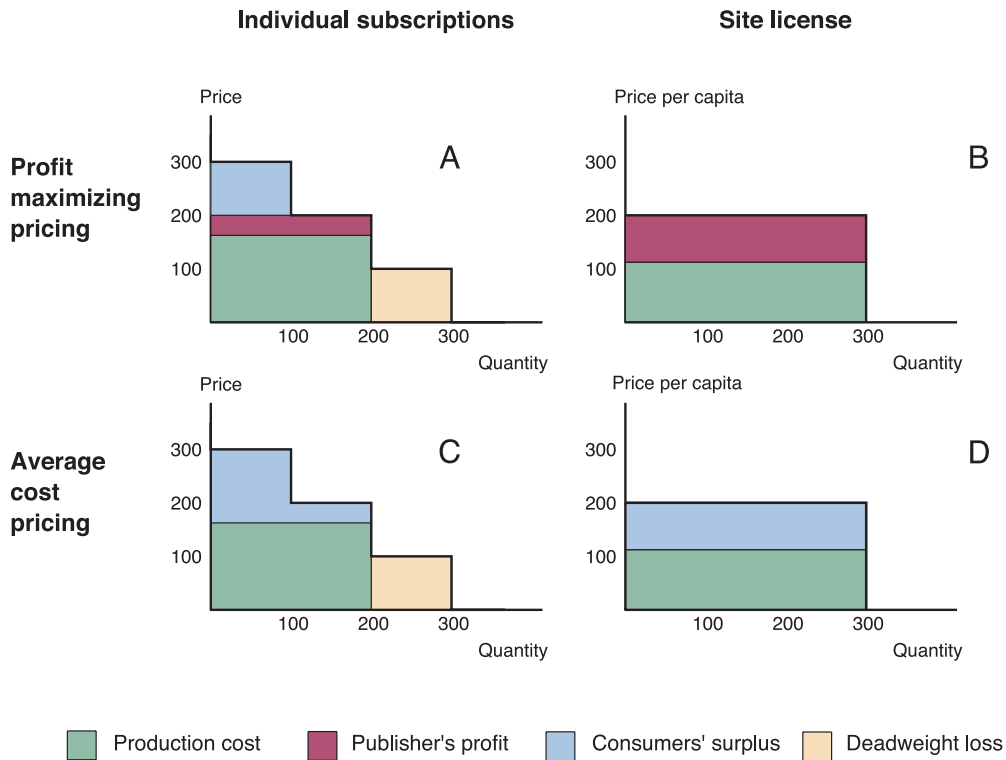 Individual subscriptions
Site license
Profit
maximizing
pricing
Price
300
200
100
A
100 200 300
Quantity
Price per capita
300
200
100
B
100 200 300
Quantity
Average
cost
pricing
Price
300
200
100
C
100 200 300
Quantity
Price per capita
300
200
100
D
100 200 300
Quantity
Production cost
Publisher's profit
Consumers' surplus
Deadweight loss